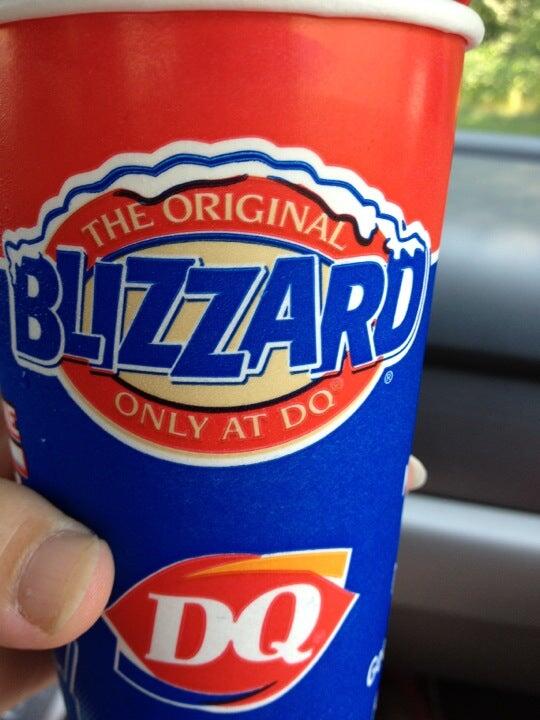 THE ORIGINAL
BLIZZARD®
ONLY AT DQ®
DQ